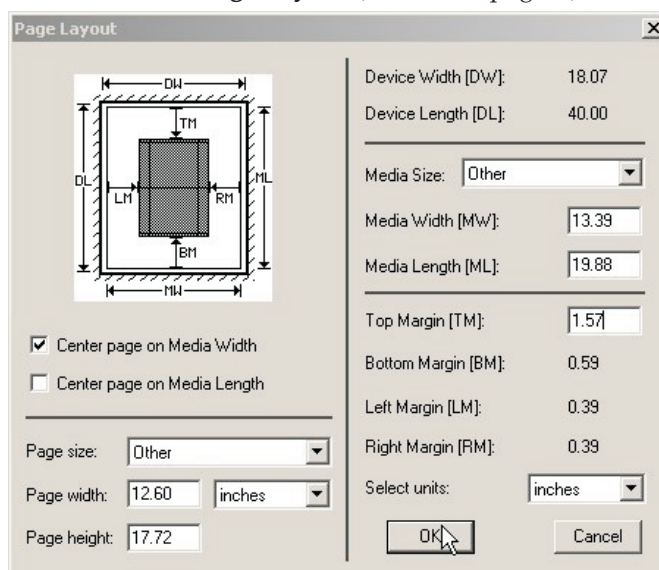 Page Layout
DW
TM
DL
ML
LM
RM
BM
MW
Center page on Media Width
Center page on Media Length
Page size: Other
Page width: 12.60 inches
Page height: 17.72
Device Width [DW]: 18.07
Device Length [DL]: 40.00
Media Size: Other
Media Width [MW]: 13.39
Media Length [ML]: 19.88
Top Margin [TM]: 1.57
Bottom Margin [BM]: 0.59
Left Margin [LM]: 0.39
Right Margin [RM]: 0.39
Select units: inches
OK Cancel